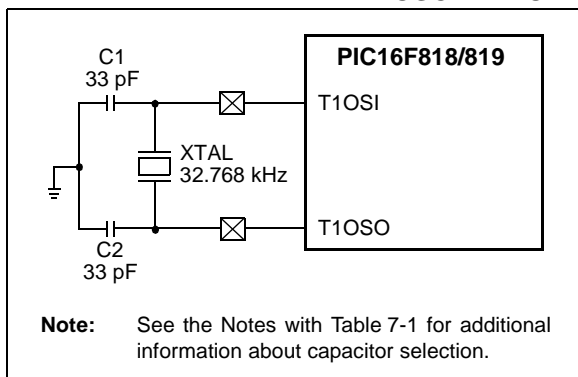 C1
33 pF
PIC16F818/819
T1OSI
XTAL
32.768 kHz
T1OSO
C2
33 pF
Note: See the Notes with Table 7-1 for additional
information about capacitor selection.